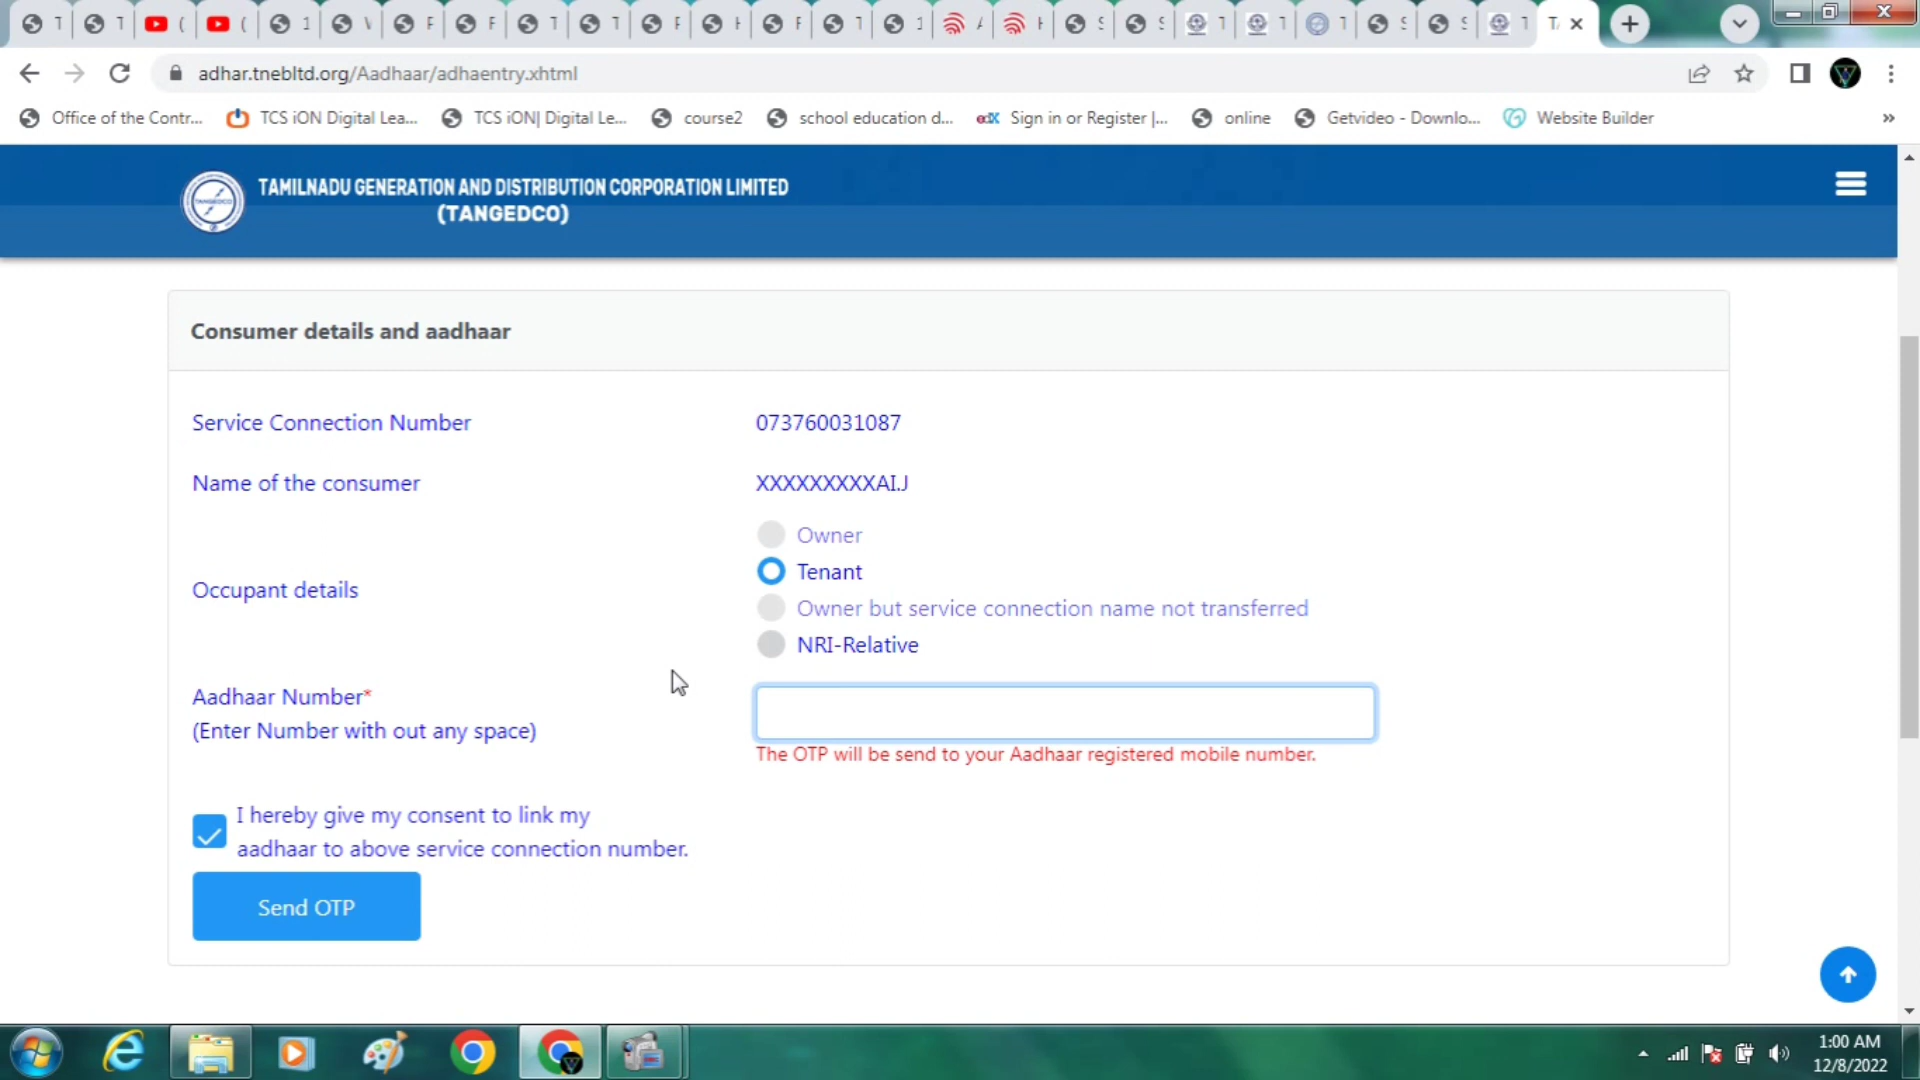 adhar.tnebltd.org/Aadhaar/adhaentry.xhtml
Office of the Contr... TCS iON Digital Lea... TCS iON| Digital Le... course2 school education d... edX Sign in or Register |... online Getvideo - Downlo... Website Builder »
TAMILNADU GENERATION AND DISTRIBUTION CORPORATION LIMITED
(TANGEDCO)
Consumer details and aadhaar
Service Connection Number 073760031087
Name of the consumer XXXXXXXXXAI.J
Owner
Tenant
Occupant details
Owner but service connection name not transferred
NRI-Relative
Aadhaar Number*
(Enter Number with out any space)
The OTP will be send to your Aadhaar registered mobile number.
I hereby give my consent to link my
aadhaar to above service connection number.
Send OTP
1:00 AM
12/8/2022